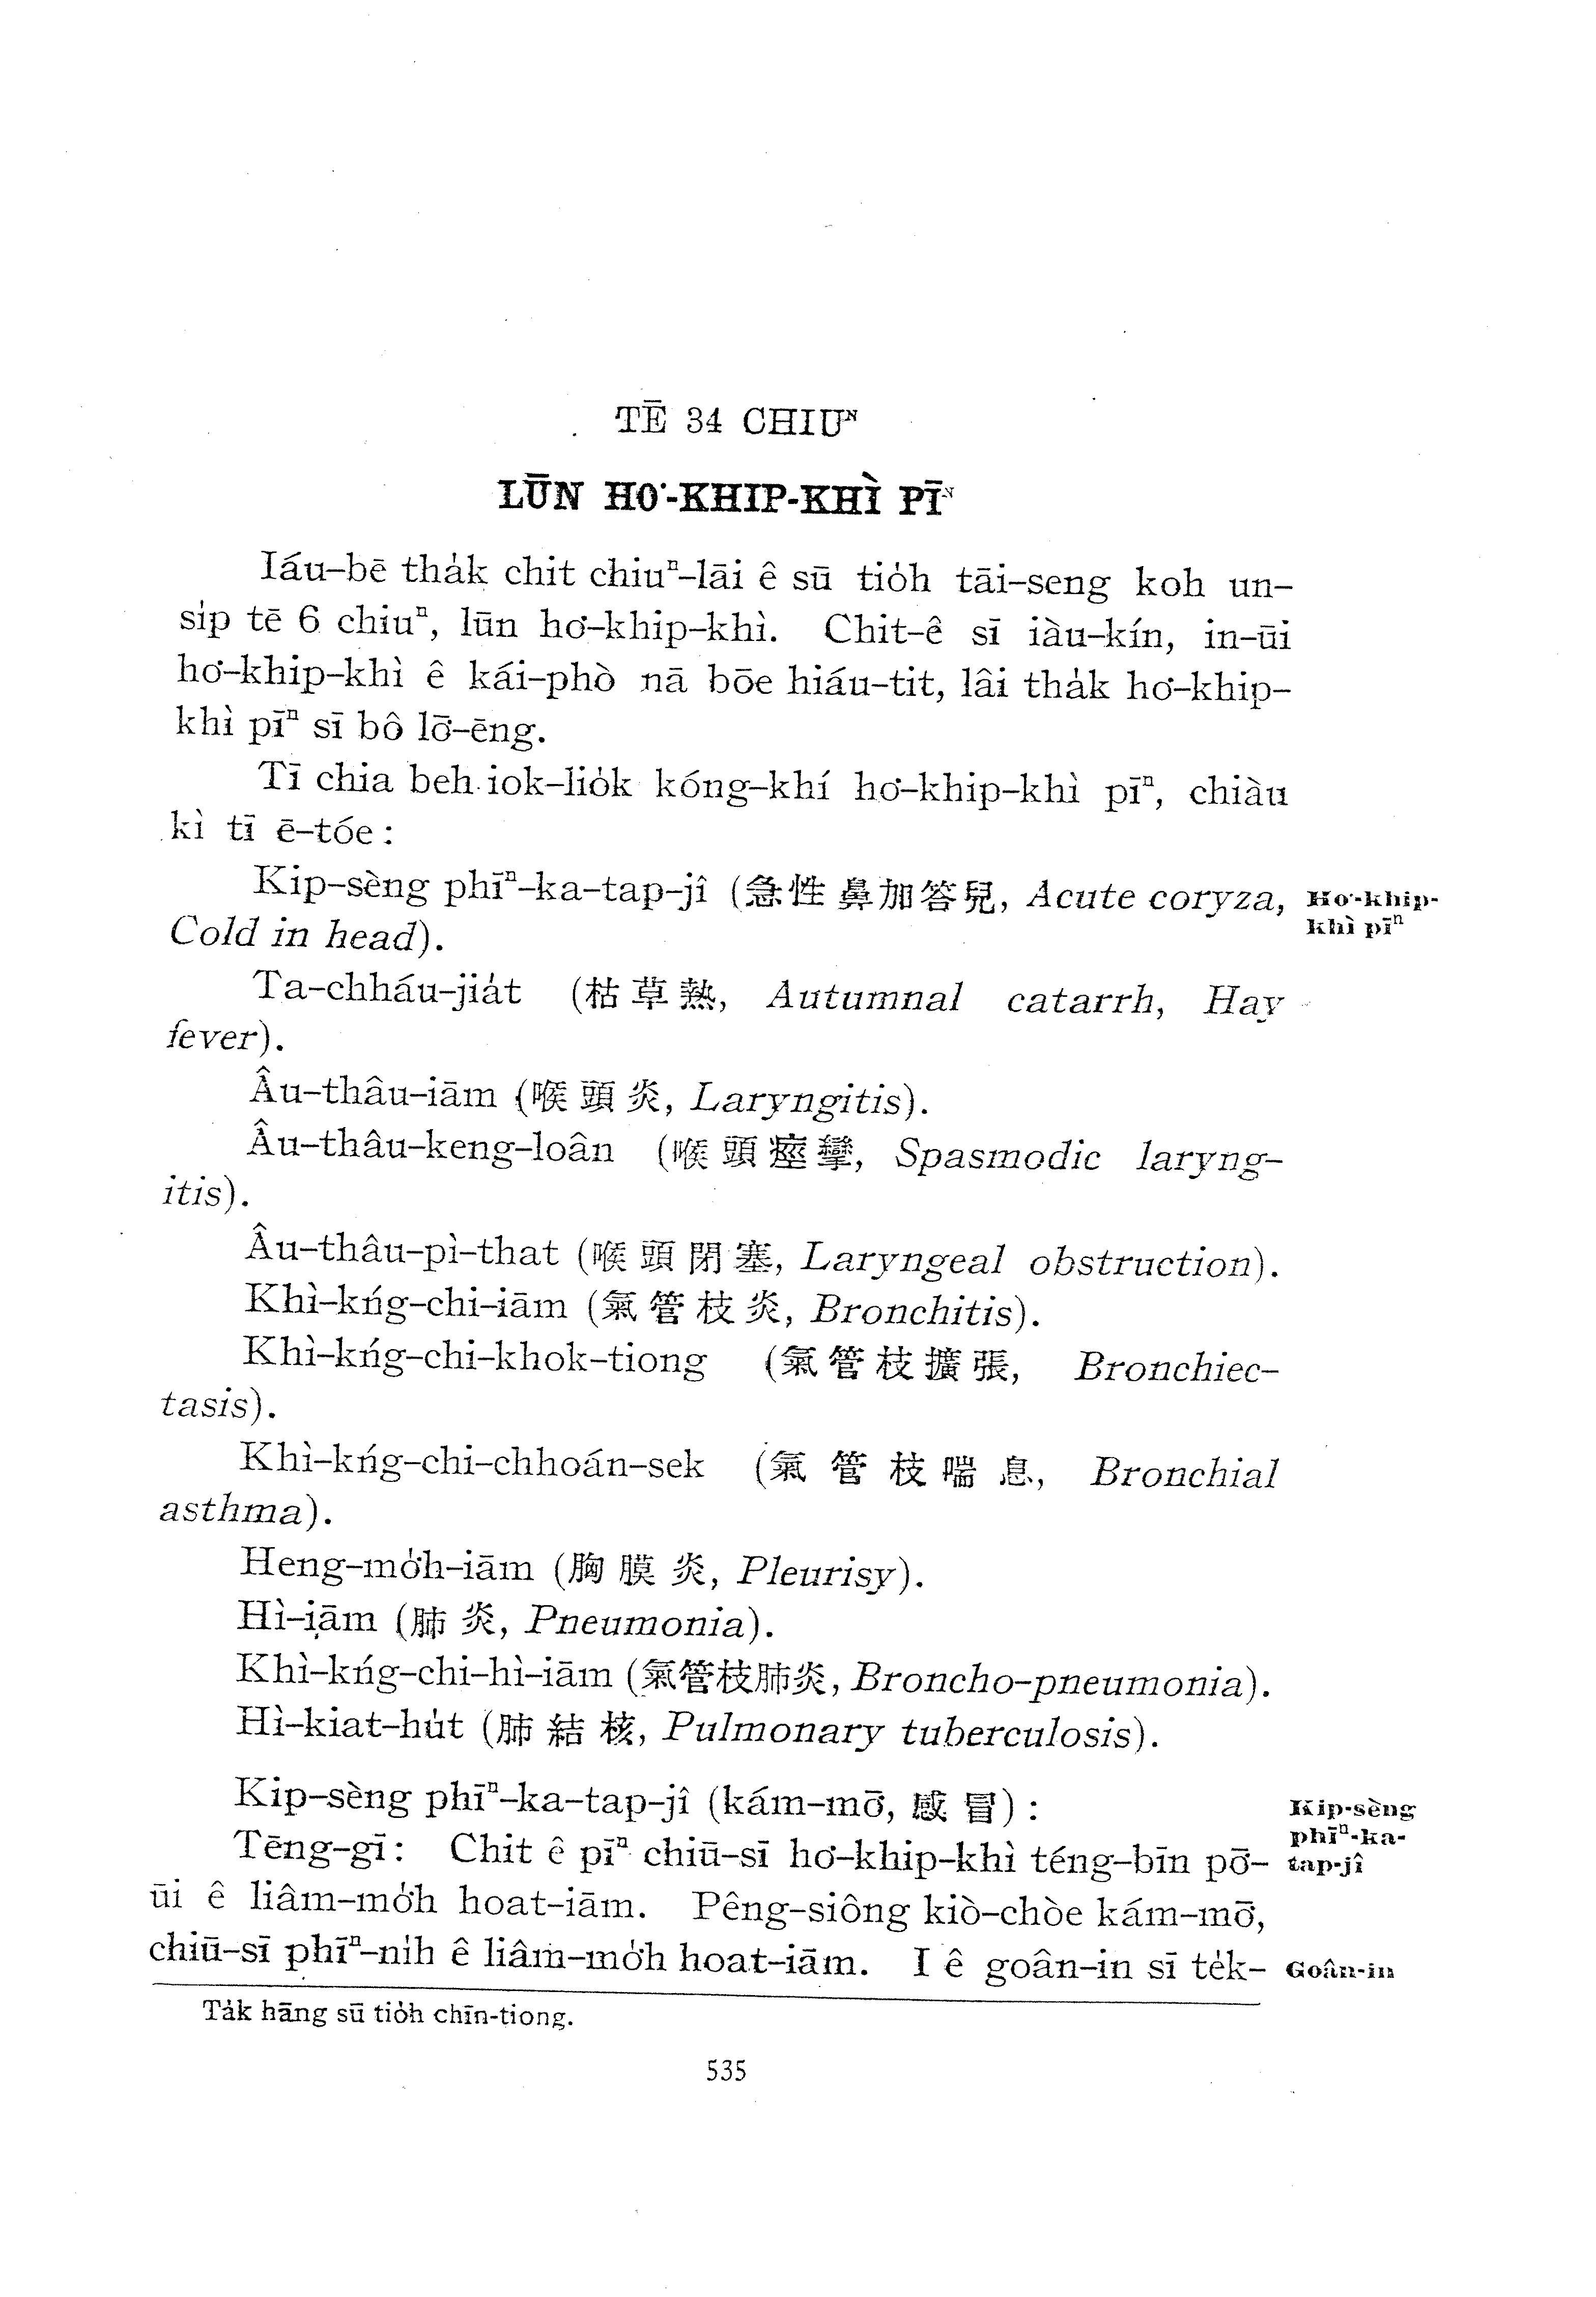 TĒ 34 CHIUᴺ
LŪN HO͘-KHIP-KHÌ PĪᴺ
Iáu-bē tha̍k chit chiuⁿ-lāi ê sū tio̍h tāi-seng koh un-
si̍p tē 6 chiuⁿ, lūn ho͘-khip-khì. Chit-ê sī iàu-kín, in-ūi
ho͘-khip-khì ê kái-phò nā bōe hiáu-tit, lâi tha̍k ho͘-khip-
khì pīⁿ sī bô lō͘-ēng.
Tī chia beh iok-lio̍k kóng-khí ho͘-khip-khì pīⁿ, chiàu
kì tī ē-tóe:
Kip-sèng phīⁿ-ka-tap-jî (急性鼻加答兒, Acute coryza,
Cold in head).
Ho͘-khip-
khì pīⁿ
Ta-chháu-jia̍t (枯草熱, Autumnal catarrh, Hay
fever).
Âu-thâu-iām (喉頭炎, Laryngitis).
Âu-thâu-keng-loân (喉頭痙攣, Spasmodic laryng-
itis).
Âu-thâu-pì-that (喉頭閉塞, Laryngeal obstruction).
Khì-kńg-chi-iām (氣管枝炎, Bronchitis).
Khì-kńg-chi-khok-tiong (氣管枝擴張, Bronchiec-
tasis).
Khì-kńg-chi-chhoán-sek (氣管枝喘息, Bronchial
asthma).
Heng-mo̍͘h-iām (胸膜炎, Pleurisy).
Hì-iām (肺炎, Pneumonia).
Khì-kńg-chi-hì-iām (氣管枝肺炎, Broncho-pneumonia).
Hì-kiat-hu̍t (肺結核, Pulmonary tuberculosis).
Kip-sèng phīⁿ-ka-tap-jî (kám-mō͘, 感冒):
Kip-sèng
phīⁿ-ka-
tap-jî
Tēng-gī: Chit ê pīⁿ chiū-sī ho͘-khip-khì téng-bīn pō͘-
ūi ê liâm-mo̍͘h hoat-iām. Pêng-siông kiò-chòe kám-mō͘,
chiū-sī phīⁿ-ni̍h ê liâm-mo̍͘h hoat-iām. I ê goân-in sī te̍k-
Goân-in
Ta̍k hāng sū tio̍h chīn-tiong.
535